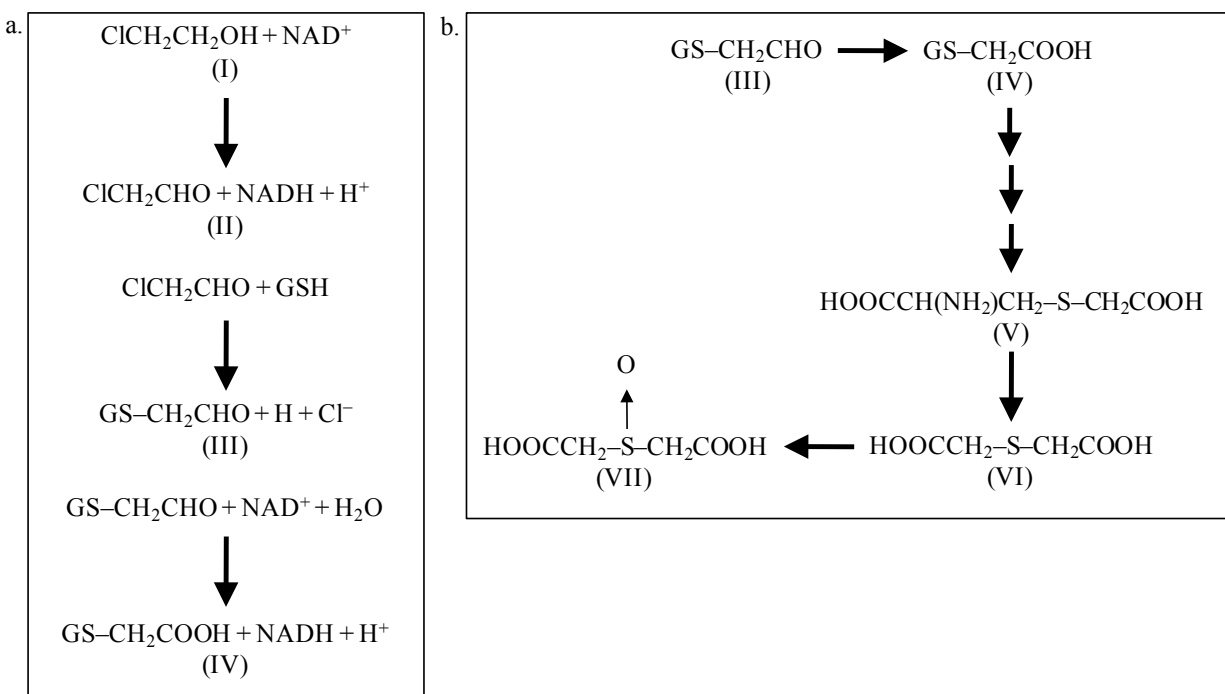 a.
ClCH₂CH₂OH + NAD⁺
(I)
ClCH₂CHO + NADH + H⁺
(II)
ClCH₂CHO + GSH
GS–CH₂CHO + H + Cl⁻
(III)
GS–CH₂CHO + NAD⁺ + H₂O
GS–CH₂COOH + NADH + H⁺
(IV)
b.
GS–CH₂CHO GS–CH₂COOH
(III) (IV)
HOOCCH(NH₂)CH₂–S–CH₂COOH
(V)
O
HOOCCH₂–S–CH₂COOH HOOCCH₂–S–CH₂COOH
(VII) (VI)